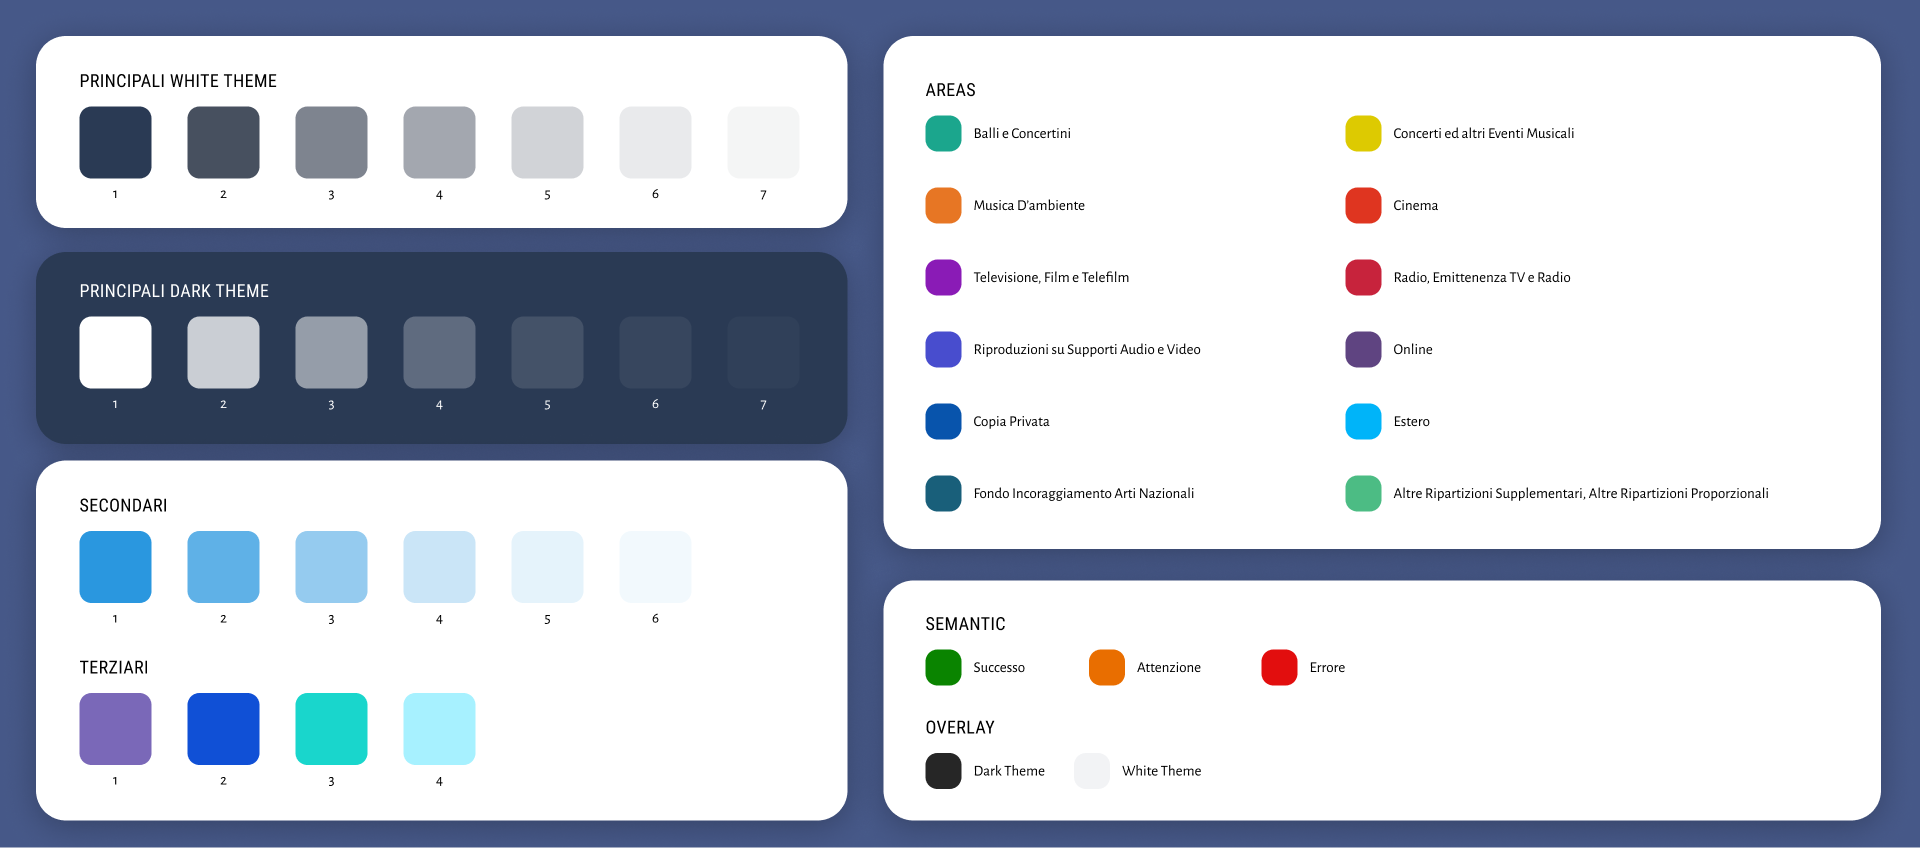 PRINCIPALI WHITE THEME
1 2 3 4 5 6 7
PRINCIPALI DARK THEME
1 2 3 4 5 6 7
SECONDARI
1 2 3 4 5 6
TERZIARI
1 2 3 4
AREAS
Balli e Concertini
Concerti ed altri Eventi Musicali
Musica D'ambiente
Cinema
Televisione, Film e Telefilm
Radio, Emittenenza TV e Radio
Riproduzioni su Supporti Audio e Video
Online
Copia Privata
Estero
Fondo Incoraggiamento Arti Nazionali
Altre Ripartizioni Supplementari, Altre Ripartizioni Proporzionali
SEMANTIC
Successo Attenzione Errore
OVERLAY
Dark Theme White Theme